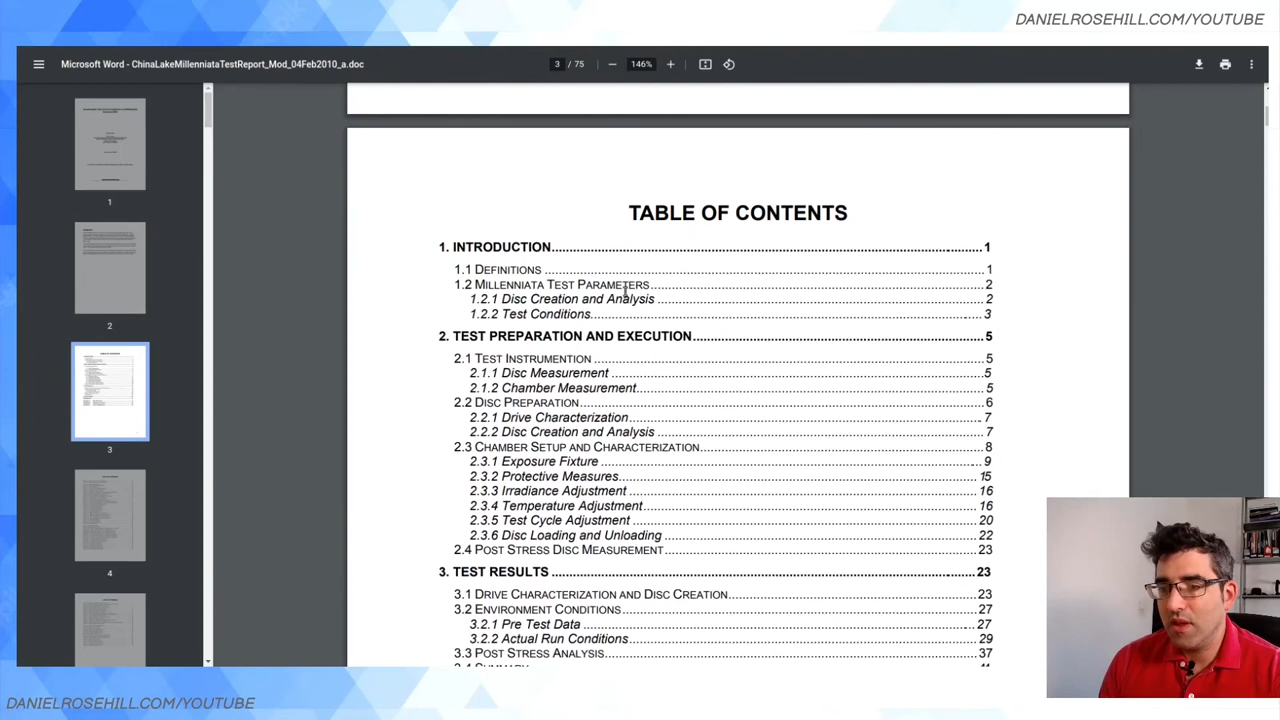 DANIELROSEHILL.COM/YOUTUBE
Microsoft Word - ChinaLakeMillenniataTestReport_Mod_04Feb2010_a.doc
3 / 75
146%
1
2
3
4
TABLE OF CONTENTS
1. INTRODUCTION 1
1.1 DEFINITIONS 1
1.2 MILLENNIATA TEST PARAMETERS 2
1.2.1 Disc Creation and Analysis 2
1.2.2 Test Conditions 3
2. TEST PREPARATION AND EXECUTION 5
2.1 TEST INSTRUMENTION 5
2.1.1 Disc Measurement 5
2.1.2 Chamber Measurement 5
2.2 DISC PREPARATION 6
2.2.1 Drive Characterization 7
2.2.2 Disc Creation and Analysis 7
2.3 CHAMBER SETUP AND CHARACTERIZATION 8
2.3.1 Exposure Fixture 9
2.3.2 Protective Measures 15
2.3.3 Irradiance Adjustment 16
2.3.4 Temperature Adjustment 16
2.3.5 Test Cycle Adjustment 20
2.3.6 Disc Loading and Unloading 22
2.4 POST STRESS DISC MEASUREMENT 23
3. TEST RESULTS 23
3.1 DRIVE CHARACTERIZATION AND DISC CREATION 23
3.2 ENVIRONMENT CONDITIONS 27
3.2.1 Pre Test Data 27
3.2.2 Actual Run Conditions 29
3.3 POST STRESS ANALYSIS 37
DANIELROSEHILL.COM/YOUTUBE